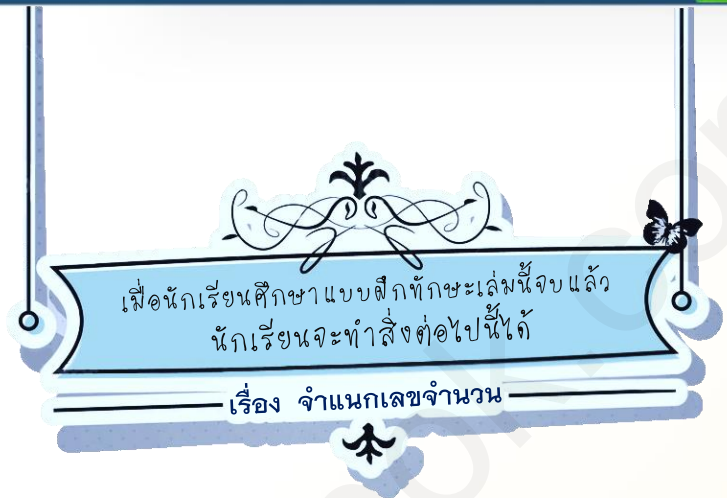 เมื่อนักเรียนศึกษาแบบฝึกทักษะเล่มนี้จบแล้ว
นักเรียนจะทำสิ่งต่อไปนี้ได้
เรื่อง จำแนกเลขจำนวน